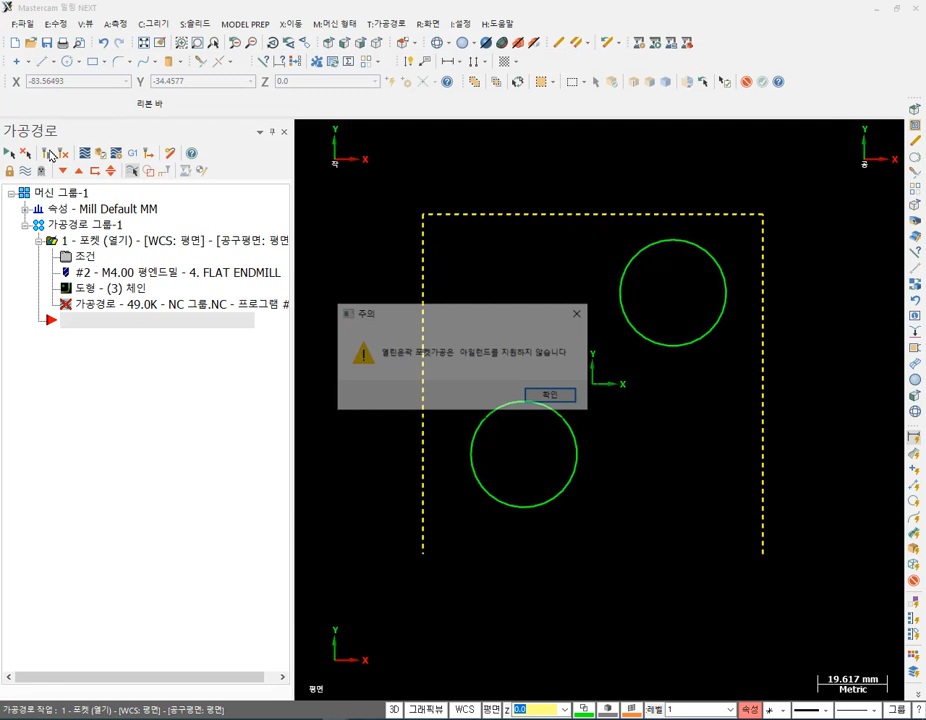 Mastercam 밀링 NEXT
F:파일 E:수정 V:뷰 A:측정 C:그리기 S:솔리드 MODEL PREP X:이동 M:머신 형태 T:가공경로 R:화면 I:설정 H:도움말
X -83.56493 Y -34.4577 Z 0.0
리본 바
가공경로
머신 그룹-1
속성 - Mill Default MM
가공경로 그룹-1
1 - 포켓 (열기) - [WCS: 평면] - [공구평면: 평면
조건
#2 - M4.00 평엔드밀 - 4. FLAT ENDMILL
도형 - (3) 체인
가공경로 - 49.0K - NC 그룹.NC - 프로그램 #
G1
Y
X
Y
X
주의
열린윤곽 포켓가공은 아일런드를 지원하지 않습니다
확인
Y
X
Y
X
평면
19.617 mm
Metric
가공경로 작업 : 1 - 포켓 (열기) - [WCS: 평면] - [공구평면: 평면]
3D 그래픽뷰 WCS 평면 Z 0.0 레벨 1 속성 그룹